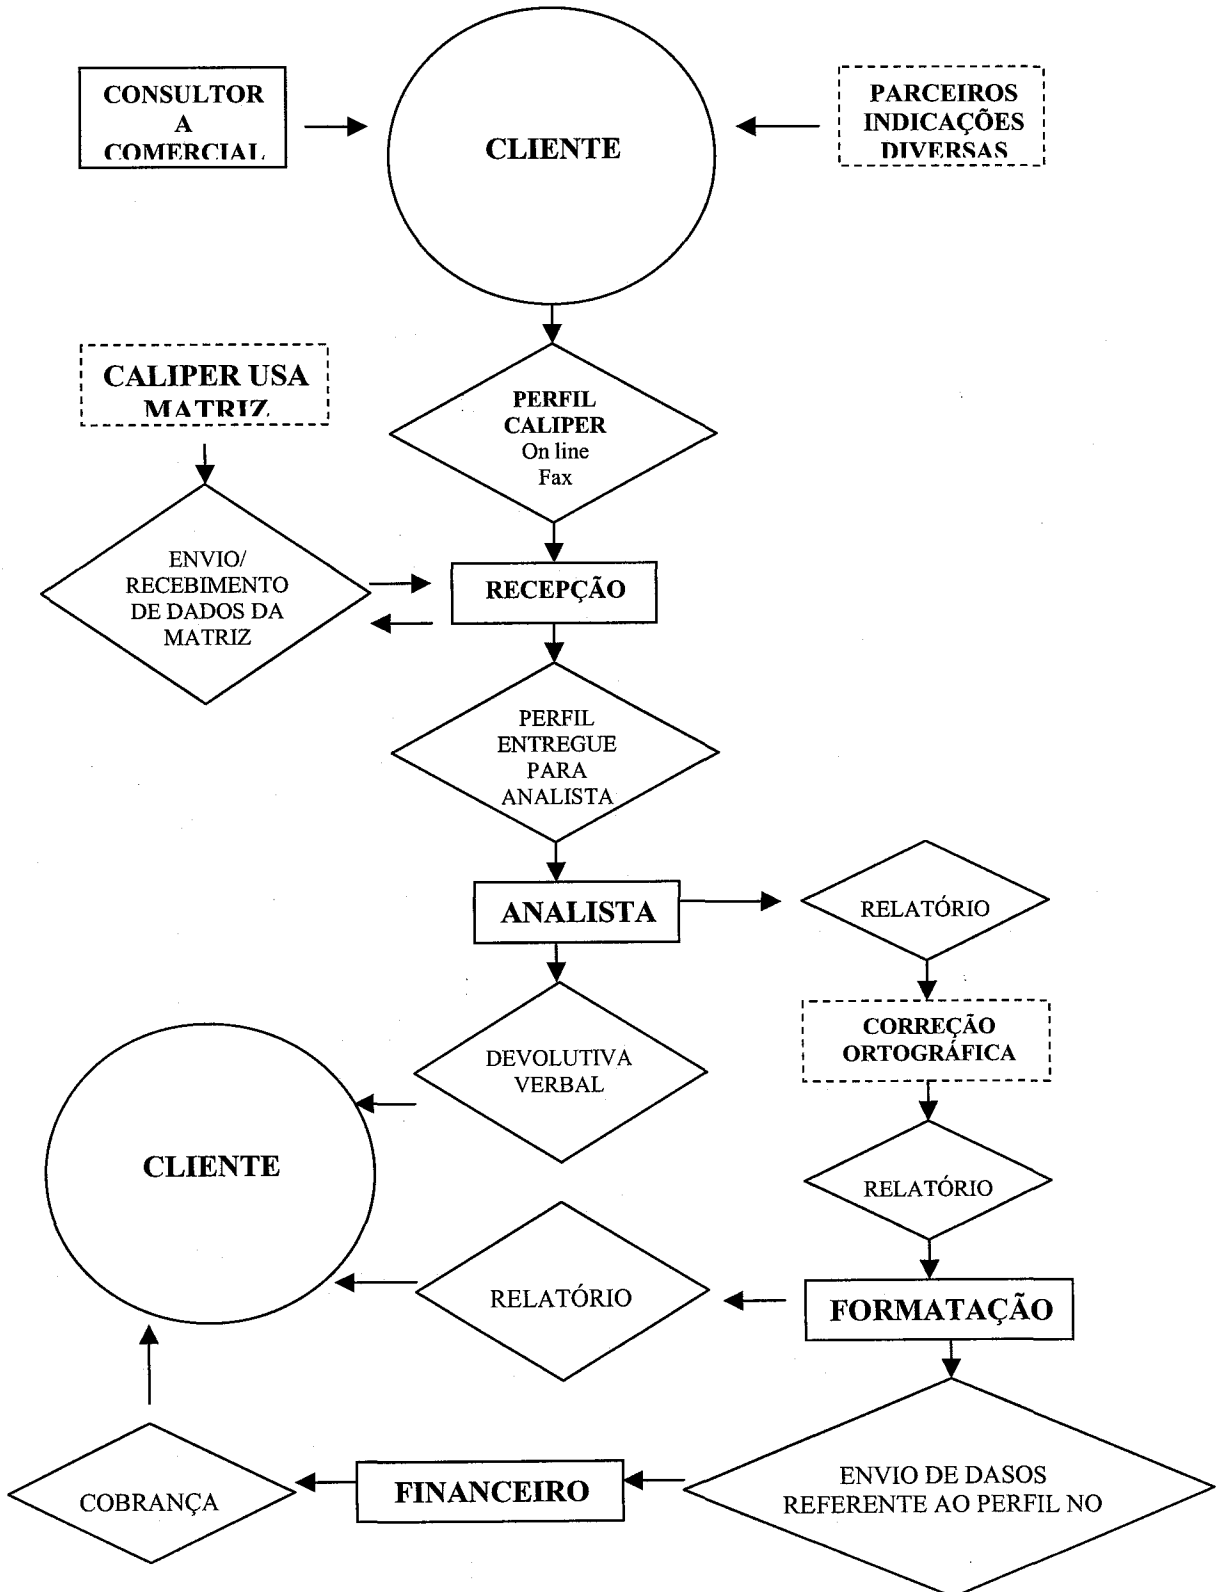 CONSULTOR
A
COMERCIAL
CLIENTE
PARCEIROS
INDICAÇÕES
DIVERSAS
CALIPER USA
MATRIZ
PERFIL
CALIPER
On line
Fax
ENVIO/
RECEBIMENTO
DE DADOS DA
MATRIZ
RECEPÇÃO
PERFIL
ENTREGUE
PARA
ANALISTA
ANALISTA
RELATÓRIO
CORREÇÃO
ORTOGRÁFICA
DEVOLUTIVA
VERBAL
CLIENTE
RELATÓRIO
RELATÓRIO
FORMATAÇÃO
COBRANÇA
FINANCEIRO
ENVIO DE DASOS
REFERENTE AO PERFIL NO